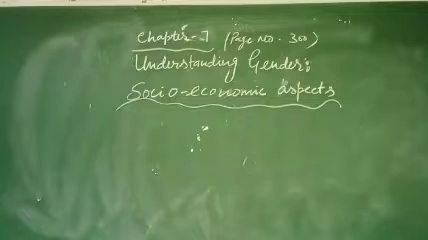 Chapter-7 (Page No. 300)
Understanding Gender:
Socio-economic aspects